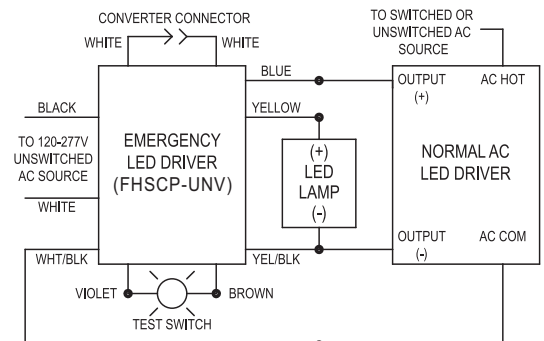 CONVERTER CONNECTOR
WHITE
WHITE
TO SWITCHED OR
UNSWITCHED AC
SOURCE
BLUE
OUTPUT
(+)
AC HOT
BLACK
YELLOW
TO 120-277V
UNSWITCHED
AC SOURCE
EMERGENCY
LED DRIVER
(FHSCP-UNV)
(+)
LED
LAMP
(-)
NORMAL AC
LED DRIVER
WHITE
OUTPUT
(-)
AC COM
WHT/BLK
YEL/BLK
VIOLET
BROWN
TEST SWITCH